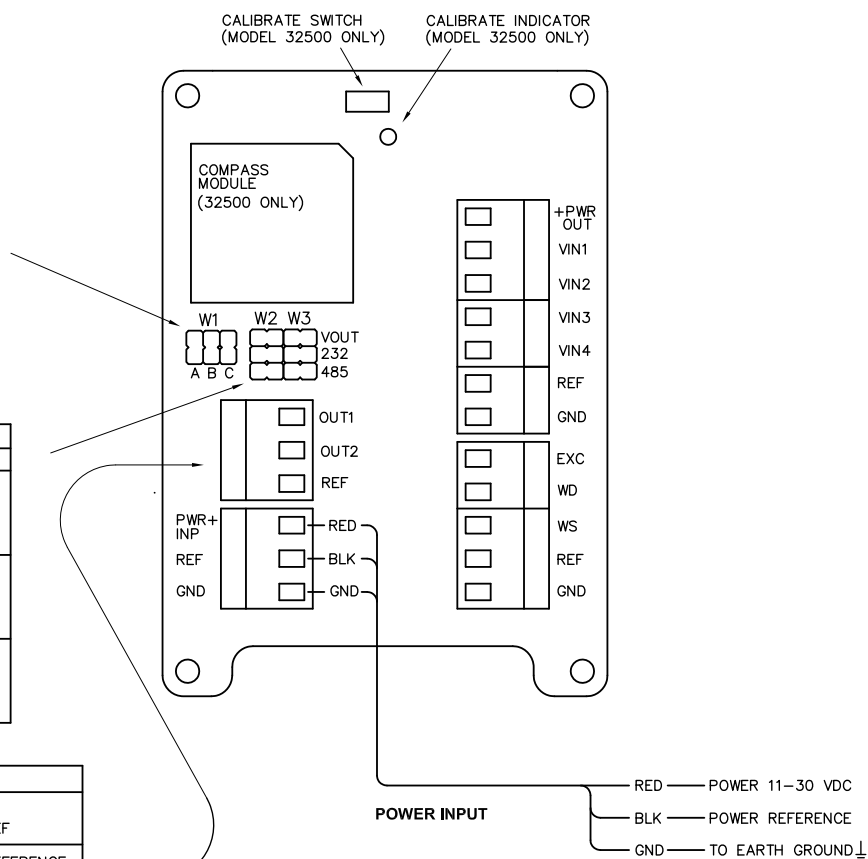 CALIBRATE SWITCH
(MODEL 32500 ONLY)
CALIBRATE INDICATOR
(MODEL 32500 ONLY)
COMPASS
MODULE
(32500 ONLY)
W1
A B C
W2 W3
VOUT
232
485
OUT1
OUT2
REF
PWR+
INP
REF
GND
RED
BLK
GND
+PWR
OUT
VIN1
VIN2
VIN3
VIN4
REF
GND
EXC
WD
WS
REF
GND
POWER INPUT
RED POWER 11-30 VDC
BLK POWER REFERENCE
GND TO EARTH GROUND